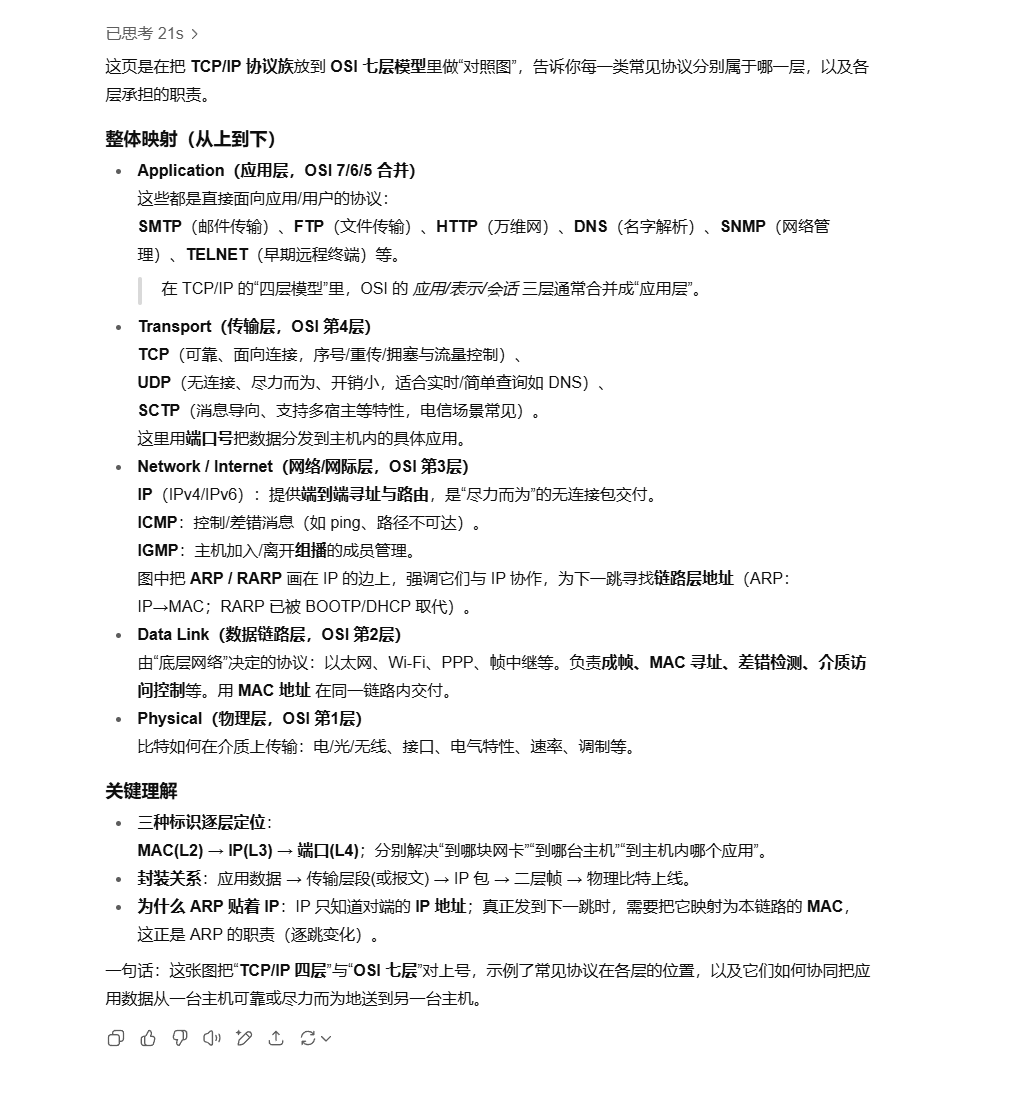 已思考 21s >
这页是在把 TCP/IP 协议族放到 OSI 七层模型里做“对照图”，告诉你每一类常见协议分别属于哪一层，以及各
层承担的职责。
整体映射（从上到下）
• Application（应用层，OSI 7/6/5 合并）
这些都是直接面向应用/用户的协议：
SMTP（邮件传输）、FTP（文件传输）、HTTP（万维网）、DNS（名字解析）、SNMP（网络管
理）、TELNET（早期远程终端）等。
在 TCP/IP 的“四层模型”里，OSI 的 应用/表示/会话 三层通常合并成“应用层”。
• Transport（传输层，OSI 第4层）
TCP（可靠、面向连接，序号/重传/拥塞与流量控制）、
UDP（无连接、尽力而为、开销小，适合实时/简单查询如 DNS）、
SCTP（消息导向、支持多宿主等特性，电信场景常见）。
这里用端口号把数据分发到主机内的具体应用。
• Network / Internet（网络/网际层，OSI 第3层）
IP（IPv4/IPv6）：提供端到端寻址与路由，是“尽力而为”的无连接包交付。
ICMP：控制/差错消息（如 ping、路径不可达）。
IGMP：主机加入/离开组播的成员管理。
图中把 ARP / RARP 画在 IP 的边上，强调它们与 IP 协作，为下一跳寻找链路层地址（ARP：
IP→MAC；RARP 已被 BOOTP/DHCP 取代）。
• Data Link（数据链路层，OSI 第2层）
由“底层网络”决定的协议：以太网、Wi-Fi、PPP、帧中继等。负责成帧、MAC 寻址、差错检测、介质访
问控制等。用 MAC 地址 在同一链路内交付。
• Physical（物理层，OSI 第1层）
比特如何在介质上传输：电/光/无线、接口、电气特性、速率、调制等。
关键理解
• 三种标识逐层定位：
MAC(L2) → IP(L3) → 端口(L4)；分别解决“到哪块网卡”“到哪台主机”“到主机内哪个应用”。
• 封装关系：应用数据 → 传输层段(或报文) → IP 包 → 二层帧 → 物理比特上线。
• 为什么 ARP 贴着 IP：IP 只知道对端的 IP 地址；真正发到下一跳时，需要把它映射为本链路的 MAC，
这正是 ARP 的职责（逐跳变化）。
一句话：这张图把“TCP/IP 四层”与“OSI 七层”对上号，示例了常见协议在各层的位置，以及它们如何协同把应
用数据从一台主机可靠或尽力而为地送到另一台主机。